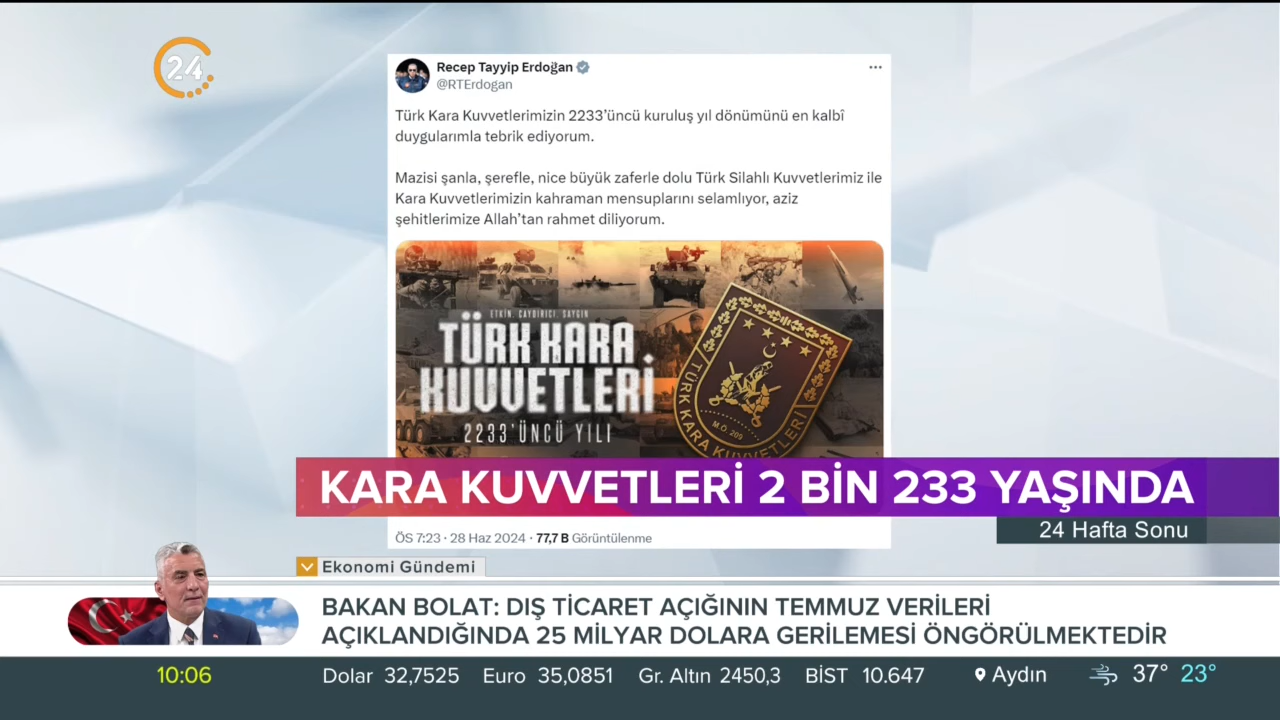 24
Recep Tayyip Erdoğan
@RTErdogan
Türk Kara Kuvvetlerimizin 2233'üncü kuruluş yıl dönümünü en kalbî
duygularımla tebrik ediyorum.
Mazisi şanla, şerefle, nice büyük zaferle dolu Türk Silahlı Kuvvetlerimiz ile
Kara Kuvvetlerimizin kahraman mensuplarını selamlıyor, aziz
şehitlerimize Allah'tan rahmet diliyorum.
ETKİN, CAYDIRICI, SAYGIN
TÜRK KARA
KUVVETLERİ
2233'ÜNCÜ YILI
M.Ö. 209
TÜRK KARA KUVVETLERİ
KARA KUVVETLERİ 2 BİN 233 YAŞINDA
24 Hafta Sonu
ÖS 7:23 · 28 Haz 2024 · 77,7 B Görüntülenme
Ekonomi Gündemi
BAKAN BOLAT: DIŞ TİCARET AÇIĞININ TEMMUZ VERİLERİ
AÇIKLANDIĞINDA 25 MİLYAR DOLARA GERİLEMESİ ÖNGÖRÜLMEKTEDİR
10:06 Dolar 32,7525 Euro 35,0851 Gr. Altın 2450,3 BİST 10.647 Aydın 37° 23°